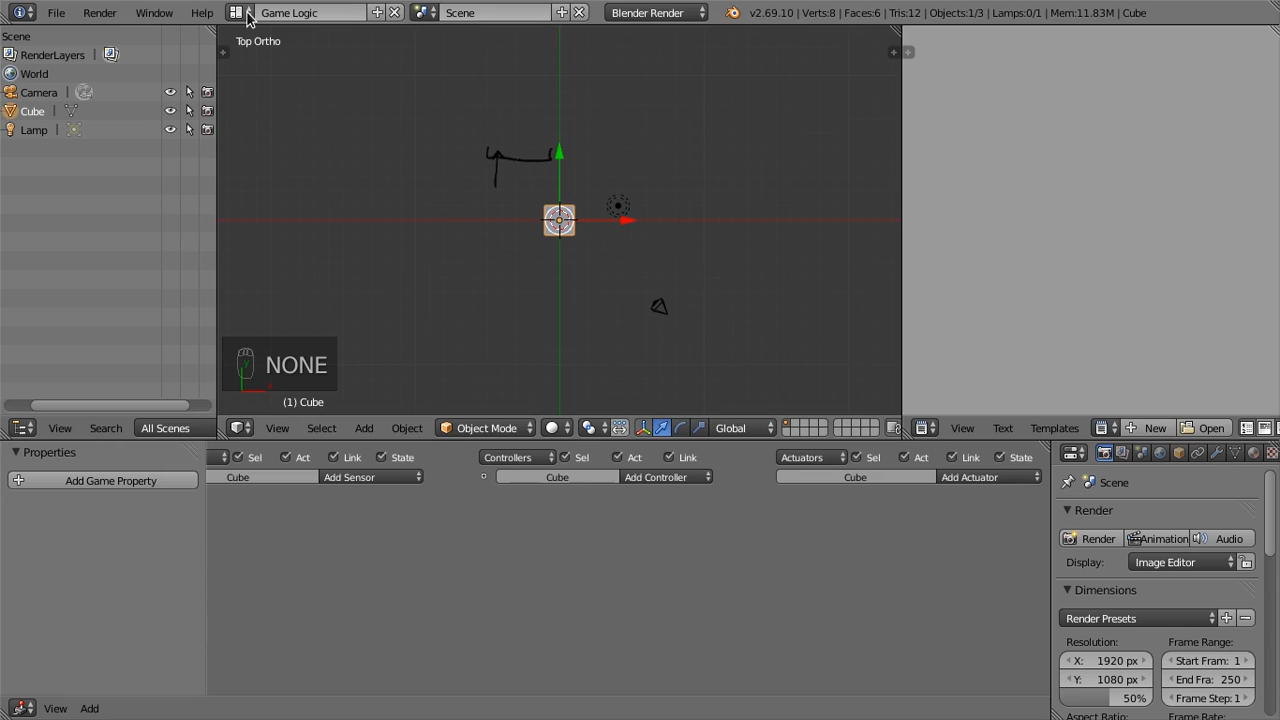 File Render Window Help Game Logic Scene Blender Render v2.69.10 | Verts:8 | Faces:6 | Tris:12 | Objects:1/3 | Lamps:0/1 | Mem:11.83M | Cube
Scene
RenderLayers
World
Camera
Cube
Lamp
View Search All Scenes
Top Ortho
NONE
(1) Cube
View Select Add Object Object Mode Global
View Text Templates New Open
Properties
Add Game Property
Sel Act Link State Controllers Sel Act Link Actuators Sel Act Link State
Cube Add Sensor Cube Add Controller Cube Add Actuator
View Add
Scene
Render
Render Animation Audio
Display: Image Editor
Dimensions
Render Presets
Resolution: Frame Range:
X: 1920 px Start Fram: 1
Y: 1080 px End Fra: 250
50% Frame Step: 1
Aspect Ratio: Frame Rate: